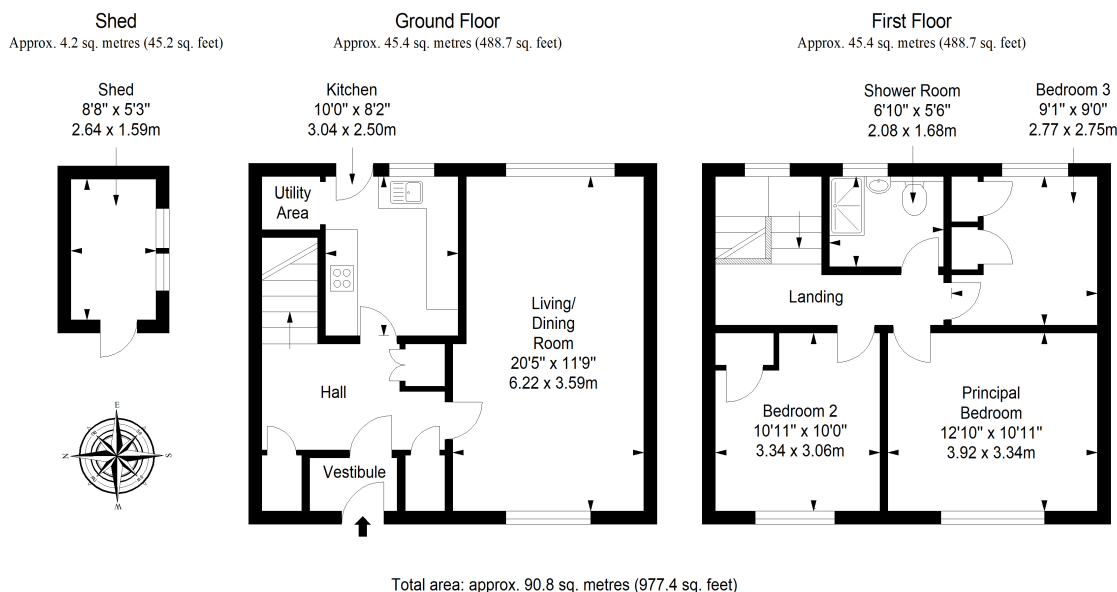 Shed
Approx. 4.2 sq. metres (45.2 sq. feet)
Ground Floor
Approx. 45.4 sq. metres (488.7 sq. feet)
First Floor
Approx. 45.4 sq. metres (488.7 sq. feet)
Shed
8'8" x 5'3"
2.64 x 1.59m
Kitchen
10'0" x 8'2"
3.04 x 2.50m
Shower Room
6'10" x 5'6"
2.08 x 1.68m
Bedroom 3
9'1" x 9'0"
2.77 x 2.75m
Utility
Area
Living/
Dining
Room
20'5" x 11'9"
6.22 x 3.59m
Hall
Vestibule
Landing
Bedroom 2
10'11" x 10'0"
3.34 x 3.06m
Principal
Bedroom
12'10" x 10'11"
3.92 x 3.34m
E
N
S
W
Total area: approx. 90.8 sq. metres (977.4 sq. feet)